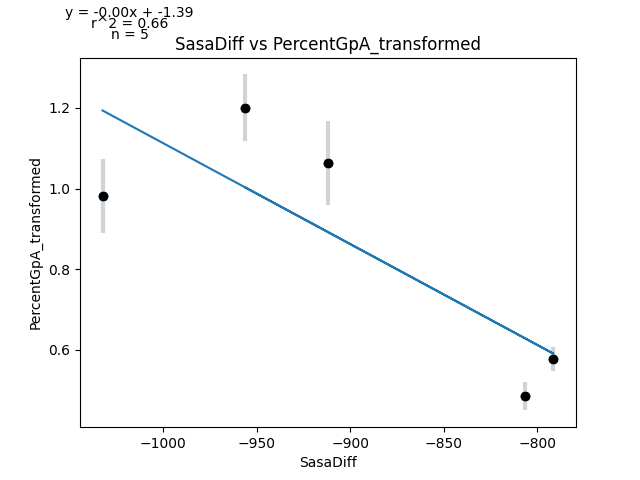 y = -0.00x + -1.39
r^2 = 0.66
n = 5
SasaDiff vs PercentGpA_transformed
1.2
1.0
0.8
0.6
PercentGpA_transformed
−1000
−950
−900
−850
−800
SasaDiff